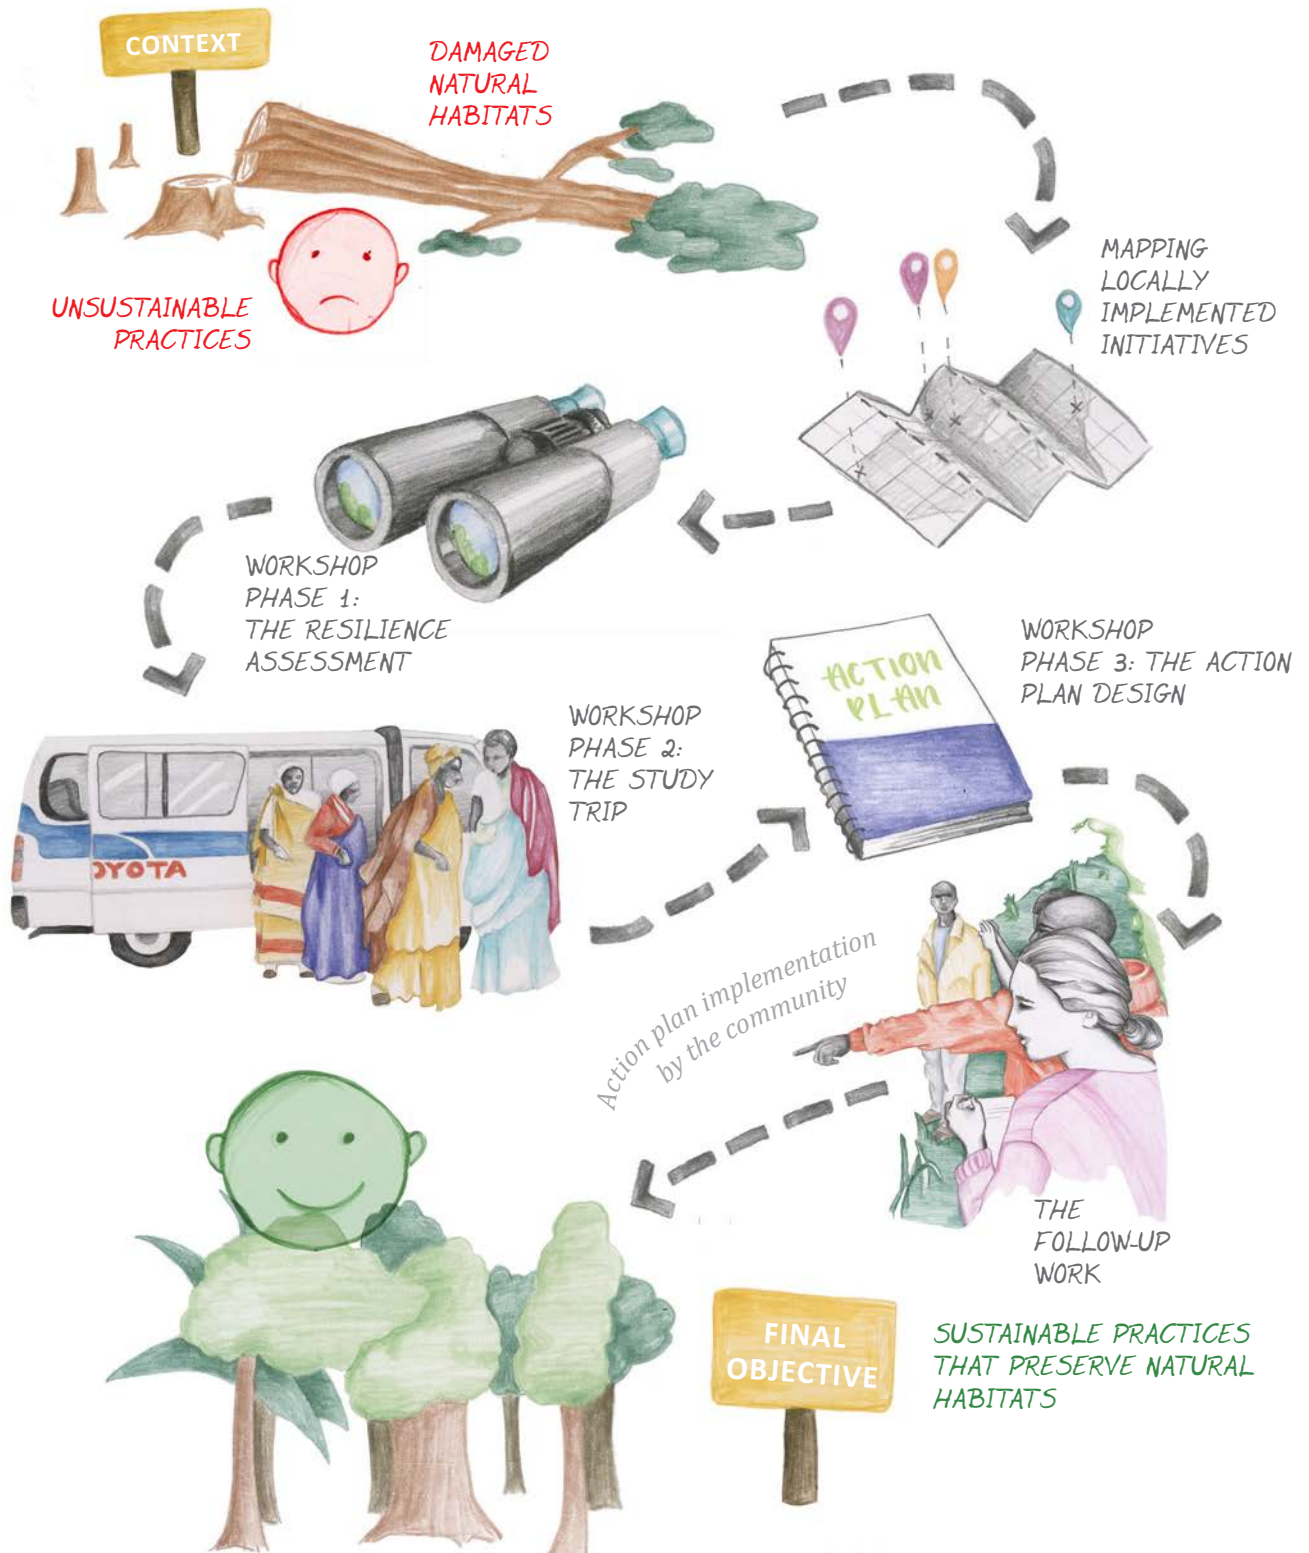 CONTEXT
DAMAGED
NATURAL
HABITATS
UNSUSTAINABLE
PRACTICES
MAPPING
LOCALLY
IMPLEMENTED
INITIATIVES
WORKSHOP
PHASE 1:
THE RESILIENCE
ASSESSMENT
WORKSHOP
PHASE 2:
THE STUDY
TRIP
OYOTA
ACTION
PLAN
WORKSHOP
PHASE 3: THE ACTION
PLAN DESIGN
Action plan implementation
by the community
THE
FOLLOW-UP
WORK
FINAL
OBJECTIVE
SUSTAINABLE PRACTICES
THAT PRESERVE NATURAL
HABITATS